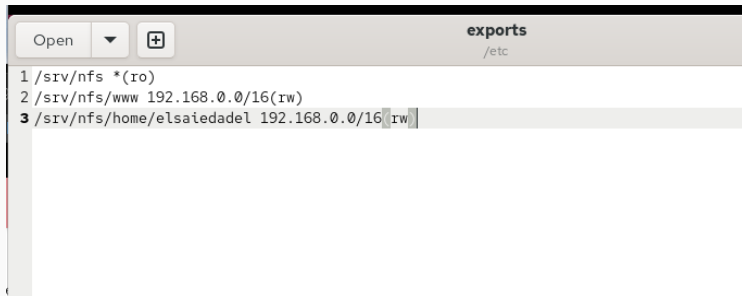 Open
exports
/etc
1 /srv/nfs *(ro)
2 /srv/nfs/www 192.168.0.0/16(rw)
3 /srv/nfs/home/elsaiedadel 192.168.0.0/16(rw)